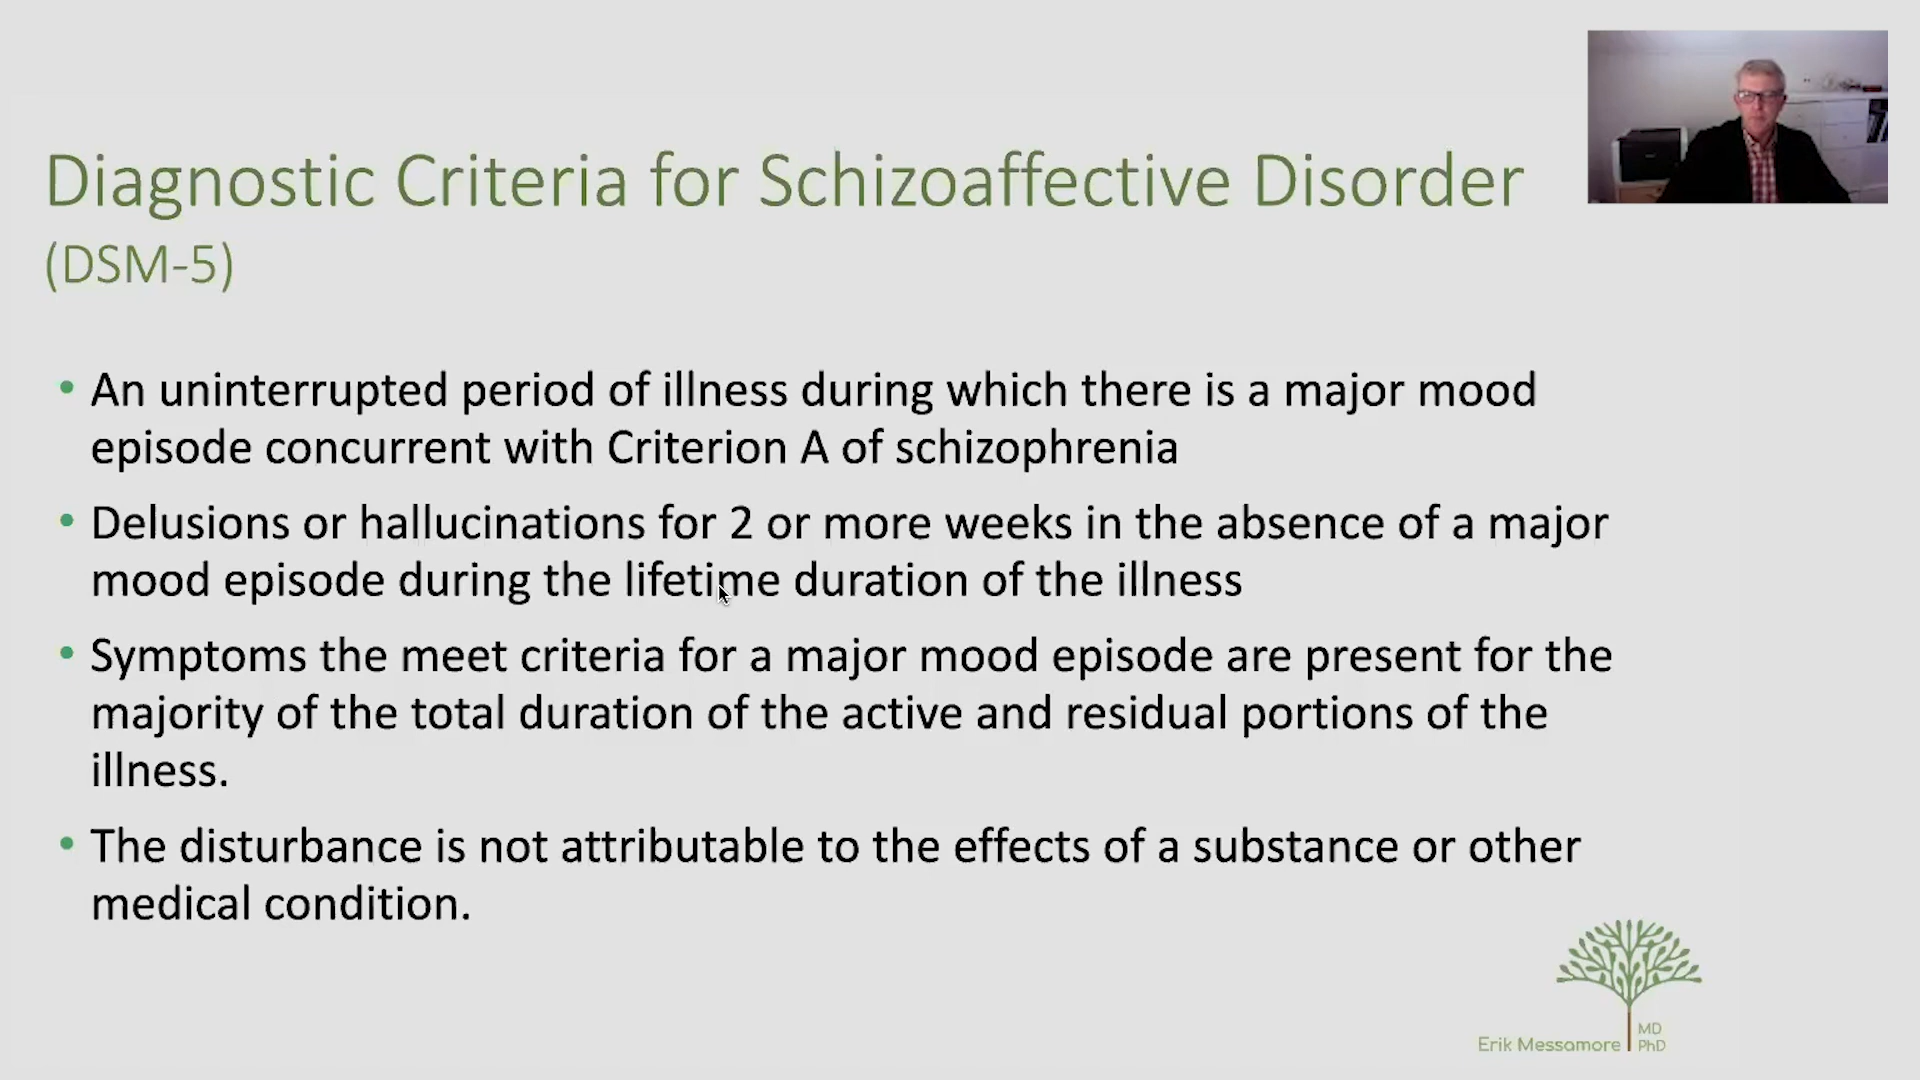 Diagnostic Criteria for Schizoaffective Disorder
(DSM-5)
• An uninterrupted period of illness during which there is a major mood
episode concurrent with Criterion A of schizophrenia
• Delusions or hallucinations for 2 or more weeks in the absence of a major
mood episode during the lifetime duration of the illness
• Symptoms the meet criteria for a major mood episode are present for the
majority of the total duration of the active and residual portions of the
illness.
• The disturbance is not attributable to the effects of a substance or other
medical condition.
Erik Messamore
MD
PhD